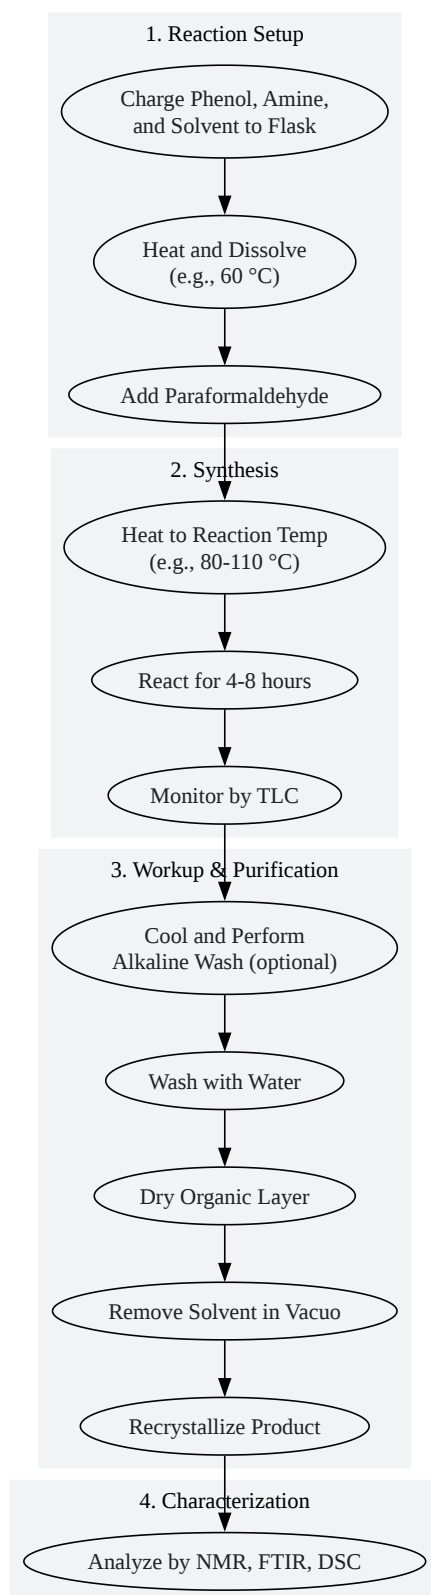 1. Reaction Setup
Charge Phenol, Amine,
and Solvent to Flask
Heat and Dissolve
(e.g., 60 °C)
Add Paraformaldehyde
2. Synthesis
Heat to Reaction Temp
(e.g., 80-110 °C)
React for 4-8 hours
Monitor by TLC
3. Workup & Purification
Cool and Perform
Alkaline Wash (optional)
Wash with Water
Dry Organic Layer
Remove Solvent in Vacuo
Recrystallize Product
4. Characterization
Analyze by NMR, FTIR, DSC